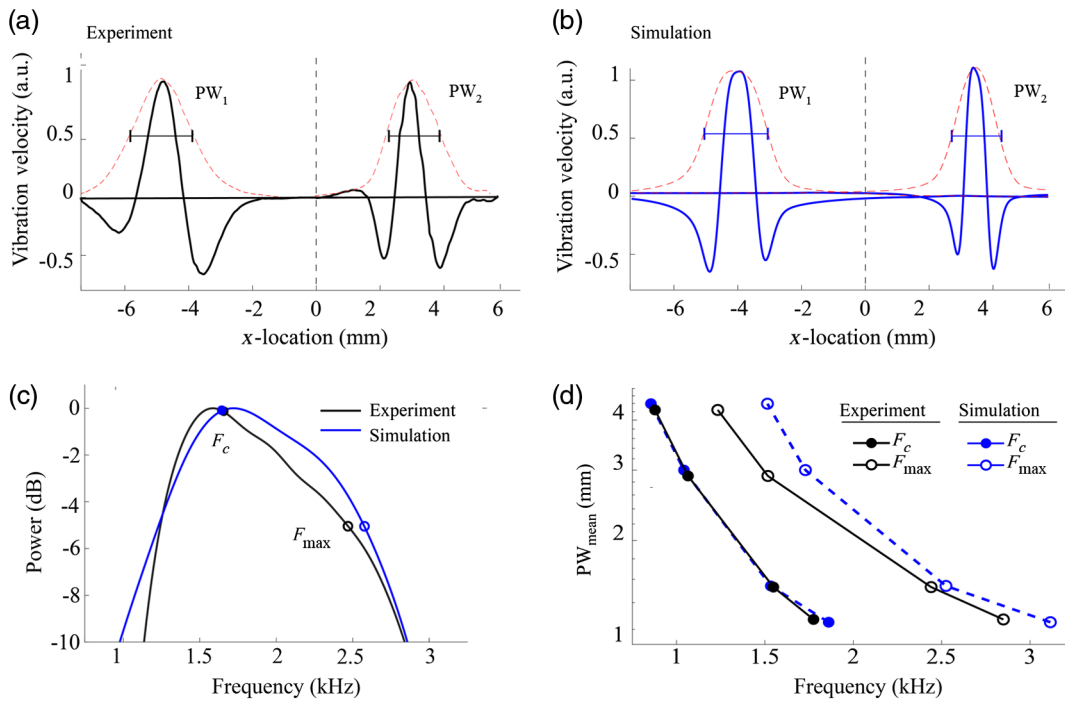 (a)
Experiment
Vibration velocity (a.u.)
1
0.5
0
-0.5
PW1
PW2
-6 -4 -2 0 2 4 6
x-location (mm)
(b)
Simulation
Vibration velocity (a.u.)
1
0.5
0
-0.5
PW1
PW2
-6 -4 -2 0 2 4 6
x-location (mm)
(c)
Power (dB)
0
-2
-4
-6
-8
-10
Experiment
Simulation
Fc
Fmax
1 1.5 2 2.5 3
Frequency (kHz)
(d)
PWmean (mm)
4
3
2
1
Experiment Simulation
Fc Fc
Fmax Fmax
1 1.5 2 2.5 3
Frequency (kHz)